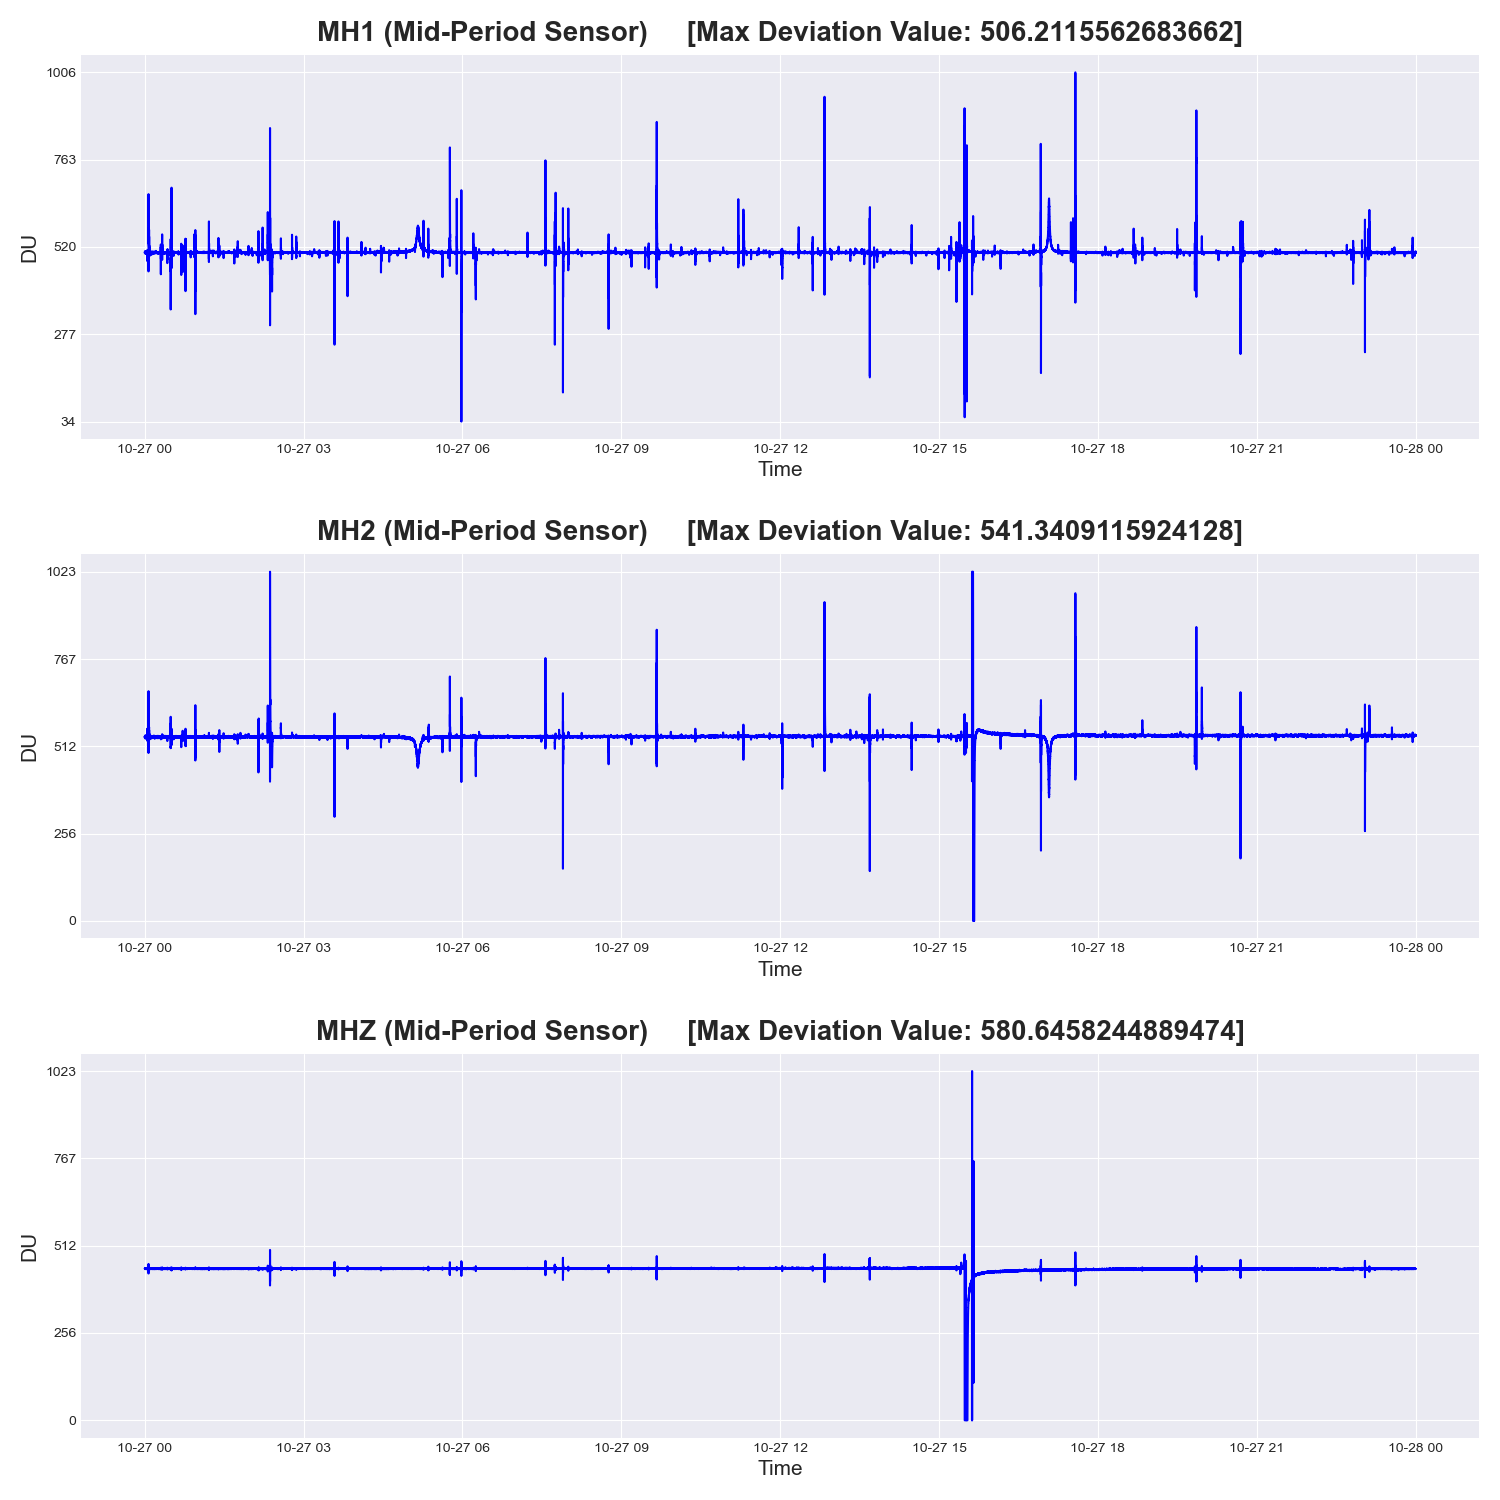 MH1 (Mid-Period Sensor) [Max Deviation Value: 506.2115562683662]
1006
763
520
277
34
DU
10-27 00 10-27 03 10-27 06 10-27 09 10-27 12 10-27 15 10-27 18 10-27 21 10-28 00
Time
MH2 (Mid-Period Sensor) [Max Deviation Value: 541.3409115924128]
1023
767
512
256
0
DU
10-27 00 10-27 03 10-27 06 10-27 09 10-27 12 10-27 15 10-27 18 10-27 21 10-28 00
Time
MHZ (Mid-Period Sensor) [Max Deviation Value: 580.6458244889474]
1023
767
512
256
0
DU
10-27 00 10-27 03 10-27 06 10-27 09 10-27 12 10-27 15 10-27 18 10-27 21 10-28 00
Time